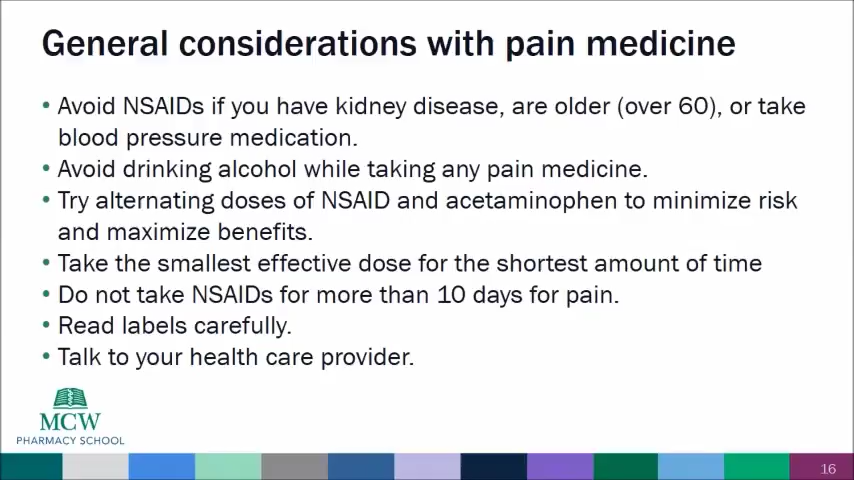 General considerations with pain medicine
• Avoid NSAIDs if you have kidney disease, are older (over 60), or take
blood pressure medication.
• Avoid drinking alcohol while taking any pain medicine.
• Try alternating doses of NSAID and acetaminophen to minimize risk
and maximize benefits.
• Take the smallest effective dose for the shortest amount of time
• Do not take NSAIDs for more than 10 days for pain.
• Read labels carefully.
• Talk to your health care provider.
MCW
PHARMACY SCHOOL
16